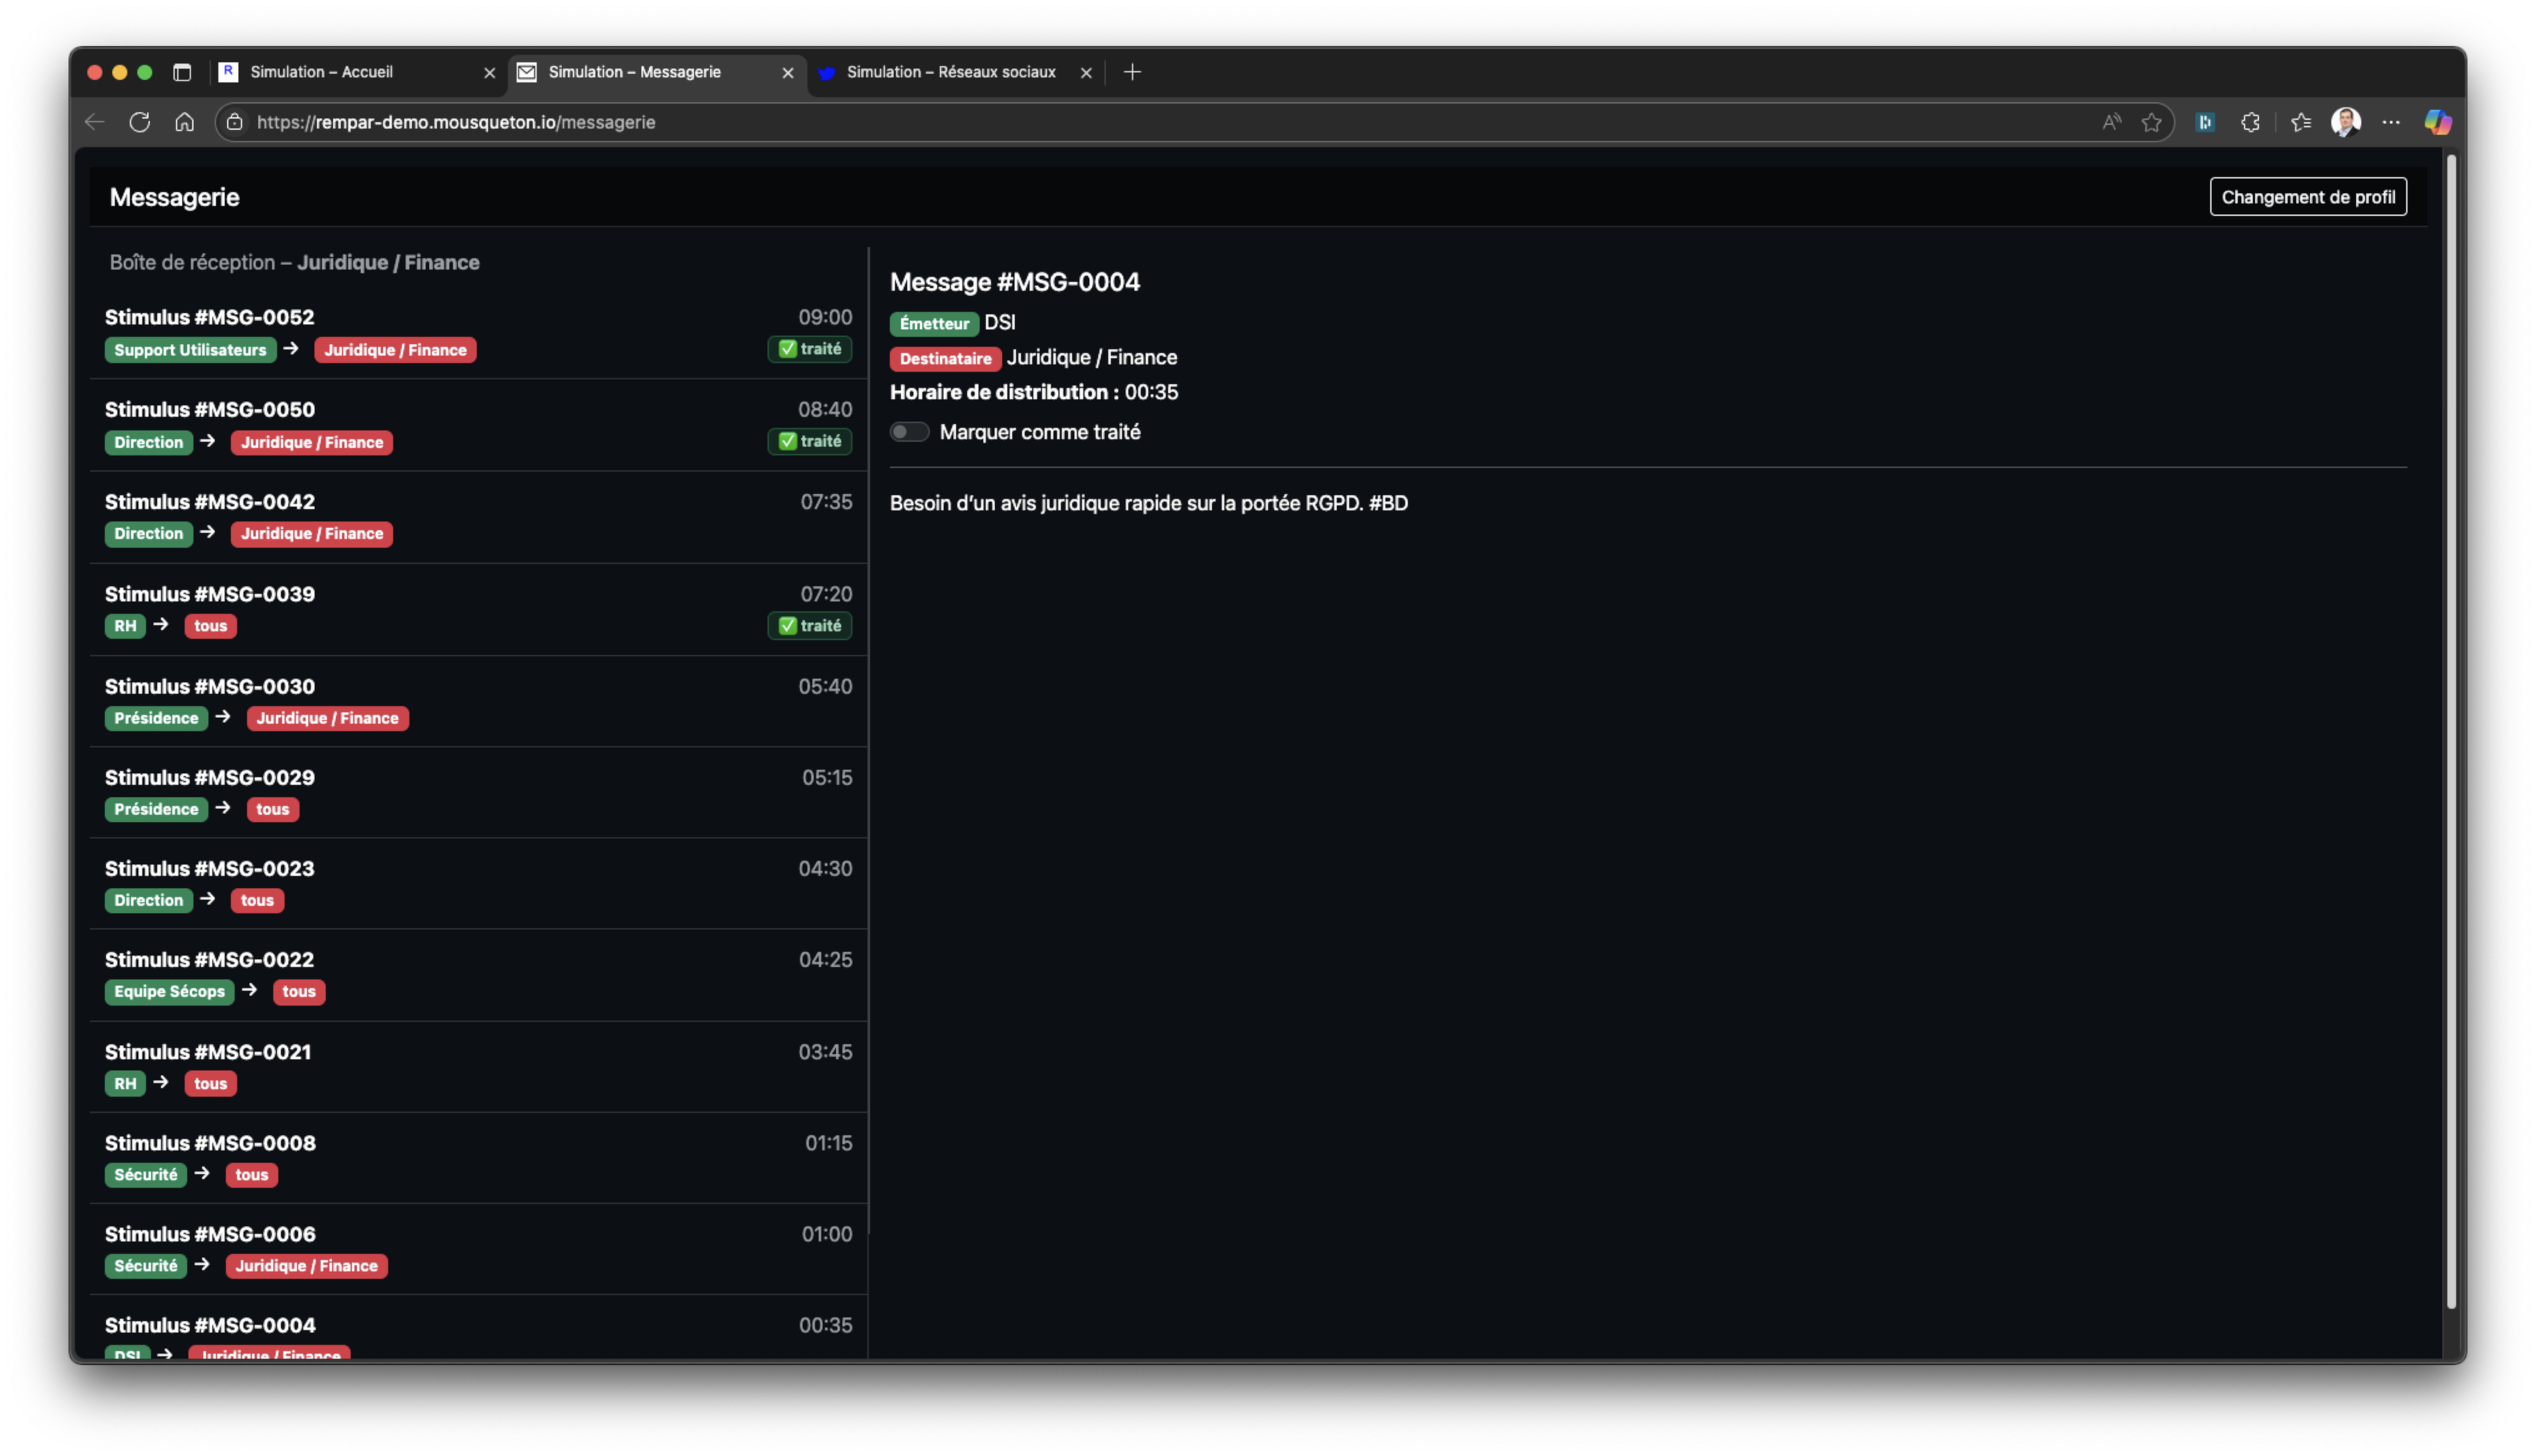 Simulation – Accueil
Simulation – Messagerie
Simulation – Réseaux sociaux
https://rempar-demo.mousqueton.io/messagerie
Messagerie
Changement de profil
Boîte de réception – Juridique / Finance
Stimulus #MSG-0052 09:00
Support Utilisateurs → Juridique / Finance ✅ traité
Stimulus #MSG-0050 08:40
Direction → Juridique / Finance ✅ traité
Stimulus #MSG-0042 07:35
Direction → Juridique / Finance
Stimulus #MSG-0039 07:20
RH → tous ✅ traité
Stimulus #MSG-0030 05:40
Présidence → Juridique / Finance
Stimulus #MSG-0029 05:15
Présidence → tous
Stimulus #MSG-0023 04:30
Direction → tous
Stimulus #MSG-0022 04:25
Equipe Sécops → tous
Stimulus #MSG-0021 03:45
RH → tous
Stimulus #MSG-0008 01:15
Sécurité → tous
Stimulus #MSG-0006 01:00
Sécurité → Juridique / Finance
Stimulus #MSG-0004 00:35
DSI → Juridique / Finance
Message #MSG-0004
Émetteur DSI
Destinataire Juridique / Finance
Horaire de distribution : 00:35
Marquer comme traité
Besoin d’un avis juridique rapide sur la portée RGPD. #BD